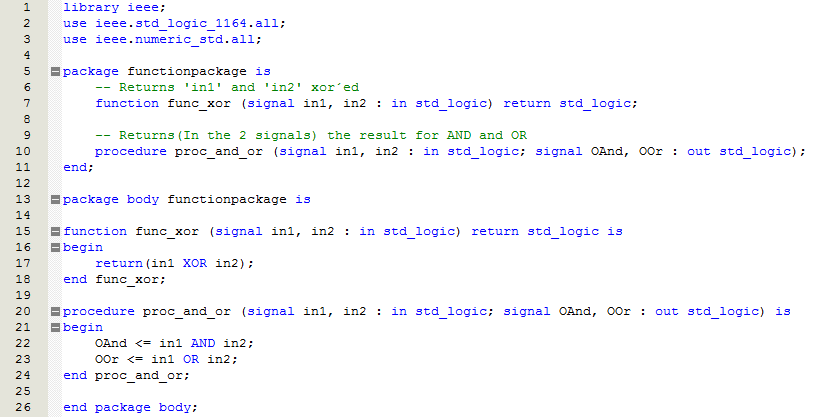 1 library ieee;
2 use ieee.std_logic_1164.all;
3 use ieee.numeric_std.all;
4
5 package functionpackage is
6 -- Returns 'in1' and 'in2' xor´ed
7 function func_xor (signal in1, in2 : in std_logic) return std_logic;
8
9 -- Returns(In the 2 signals) the result for AND and OR
10 procedure proc_and_or (signal in1, in2 : in std_logic; signal OAnd, OOr : out std_logic);
11 end;
12
13 package body functionpackage is
14
15 function func_xor (signal in1, in2 : in std_logic) return std_logic is
16 begin
17 return(in1 XOR in2);
18 end func_xor;
19
20 procedure proc_and_or (signal in1, in2 : in std_logic; signal OAnd, OOr : out std_logic) is
21 begin
22 OAnd <= in1 AND in2;
23 OOr <= in1 OR in2;
24 end proc_and_or;
25
26 end package body;